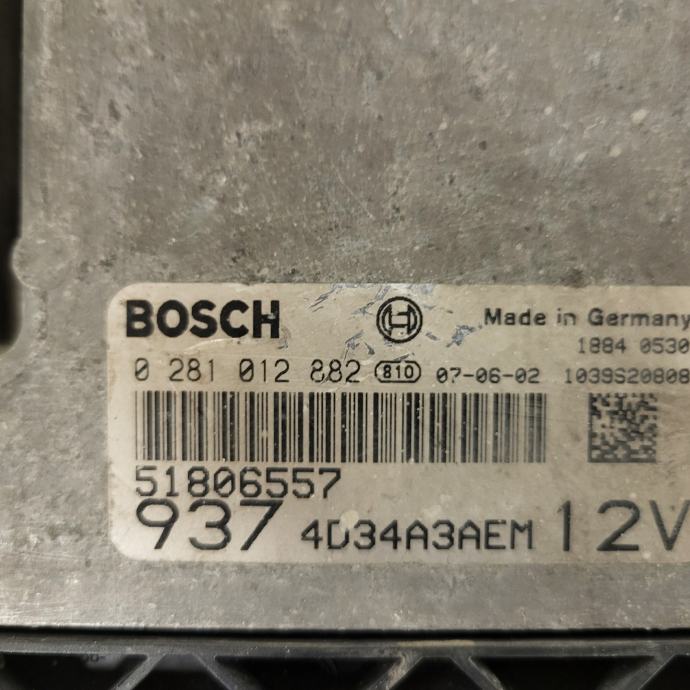 BOSCH Made in Germany
1884 0530
0 281 012 882 810 07-06-02 1039S20808
51806557
937 4D34A3AEM 12V